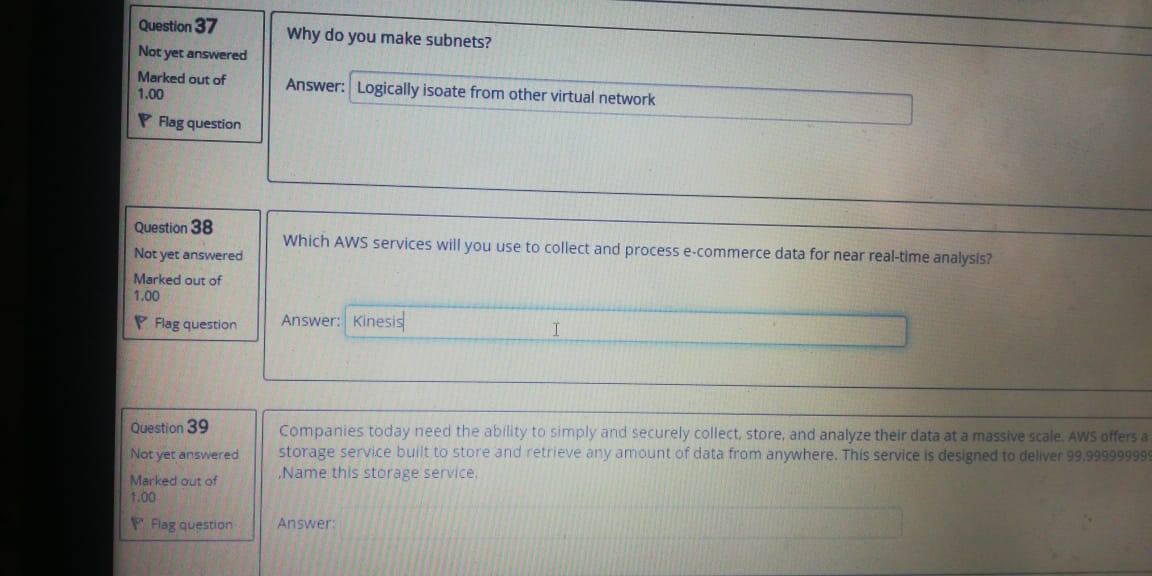 Question 37
Not yet answered
Marked out of
1.00
Flag question
Why do you make subnets?
Answer: Logically isoate from other virtual network
Question 38
Not yet answered
Marked out of
1.00
Flag question
Which AWS services will you use to collect and process e-commerce data for near real-time analysis?
Answer: Kinesis
Question 39
Not yet answered
Marked out of
1.00
Flag question
Companies today need the ability to simply and securely collect, store, and analyze their data at a massive scale. AWS offers a
storage service built to store and retrieve any amount of data from anywhere. This service is designed to deliver
.Name this storage service.
Answer: